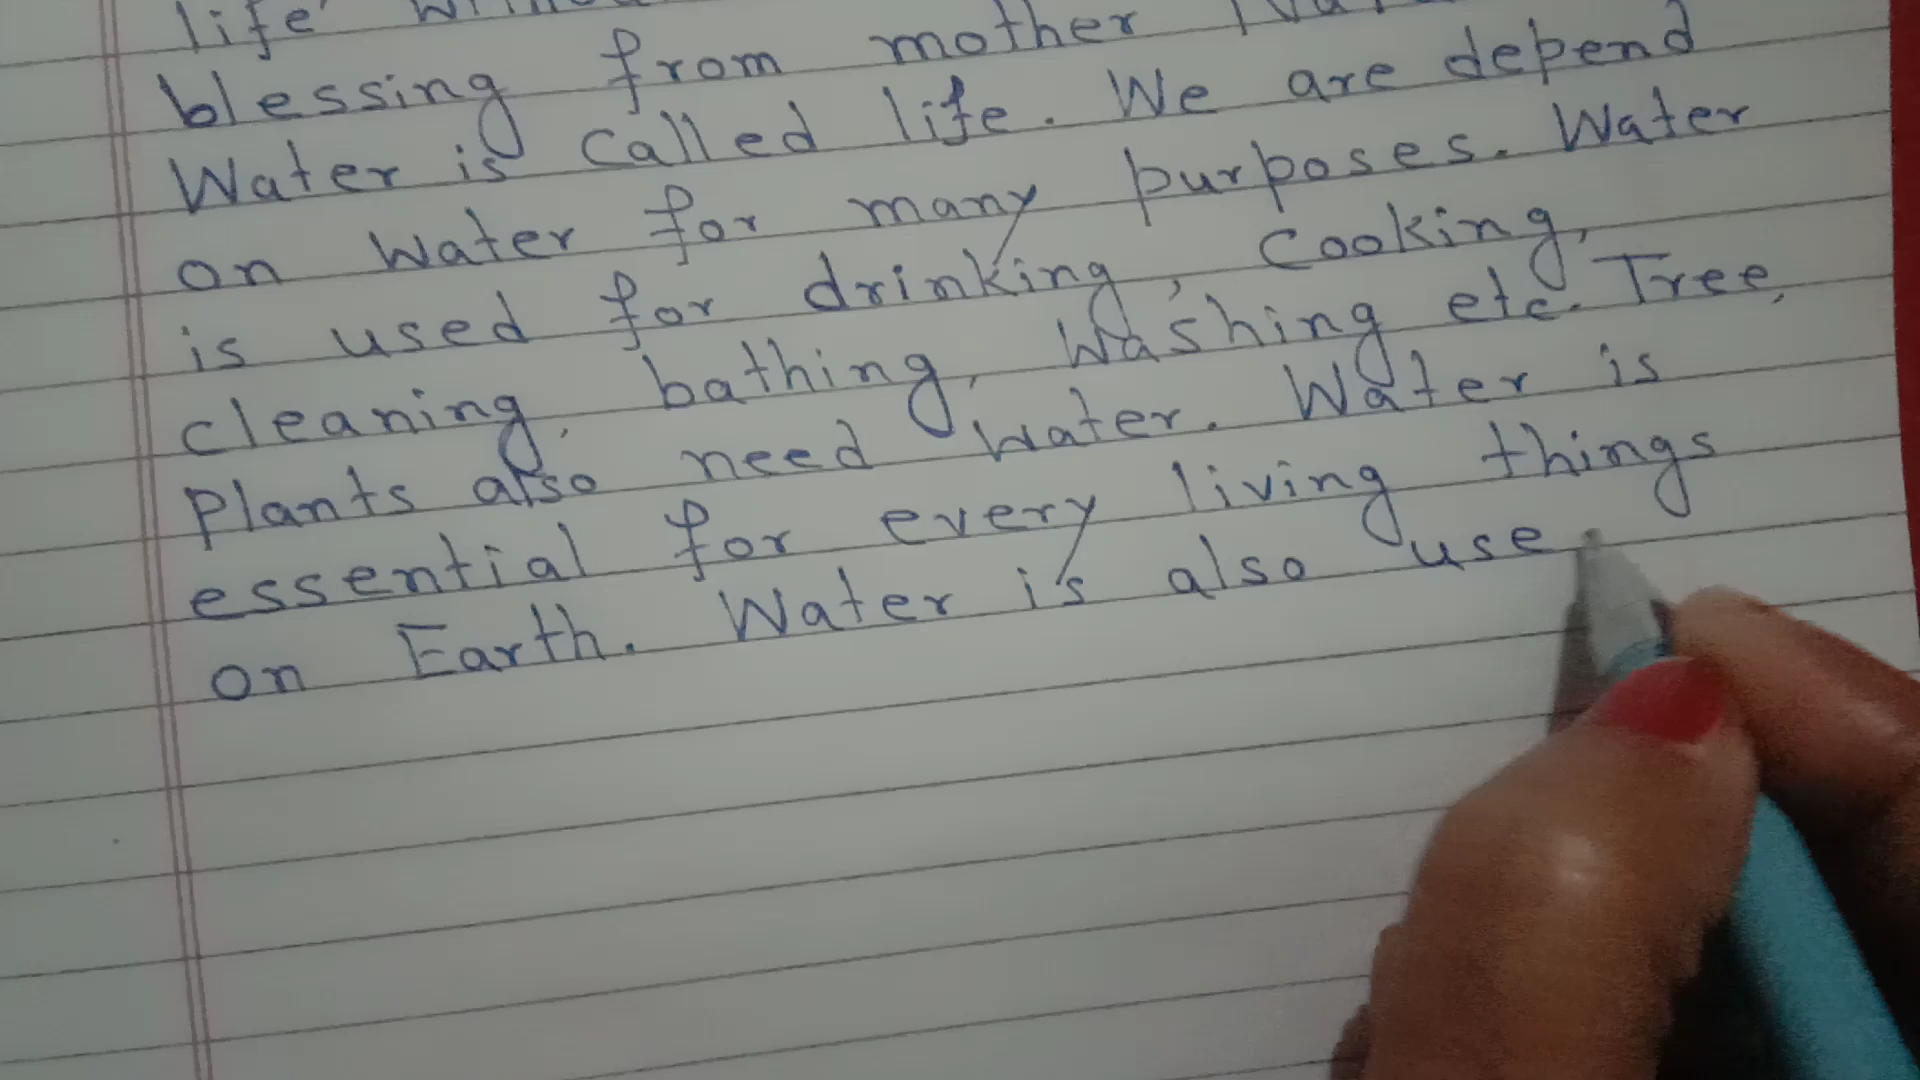 life
blessing from mother
Water is called life. We are depend
on water for many purposes. Water
is used for drinking, cooking,
cleaning, bathing, washing etc. Tree,
plants also need water. Water is
essential for every living things
on Earth. Water is also use